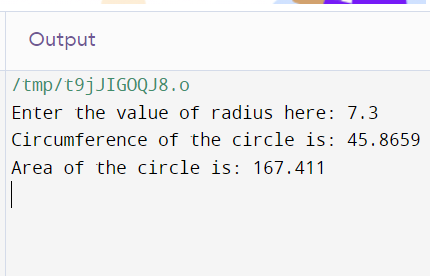 Output
/tmp/t9jJIGOQJ8.o
Enter the value of radius here: 7.3
Circumference of the circle is: 45.8659
Area of the circle is: 167.411